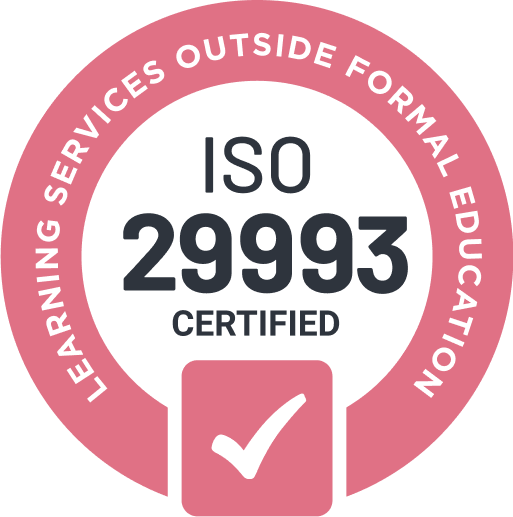 LEARNING SERVICES OUTSIDE FORMAL EDUCATION
ISO
29993
CERTIFIED